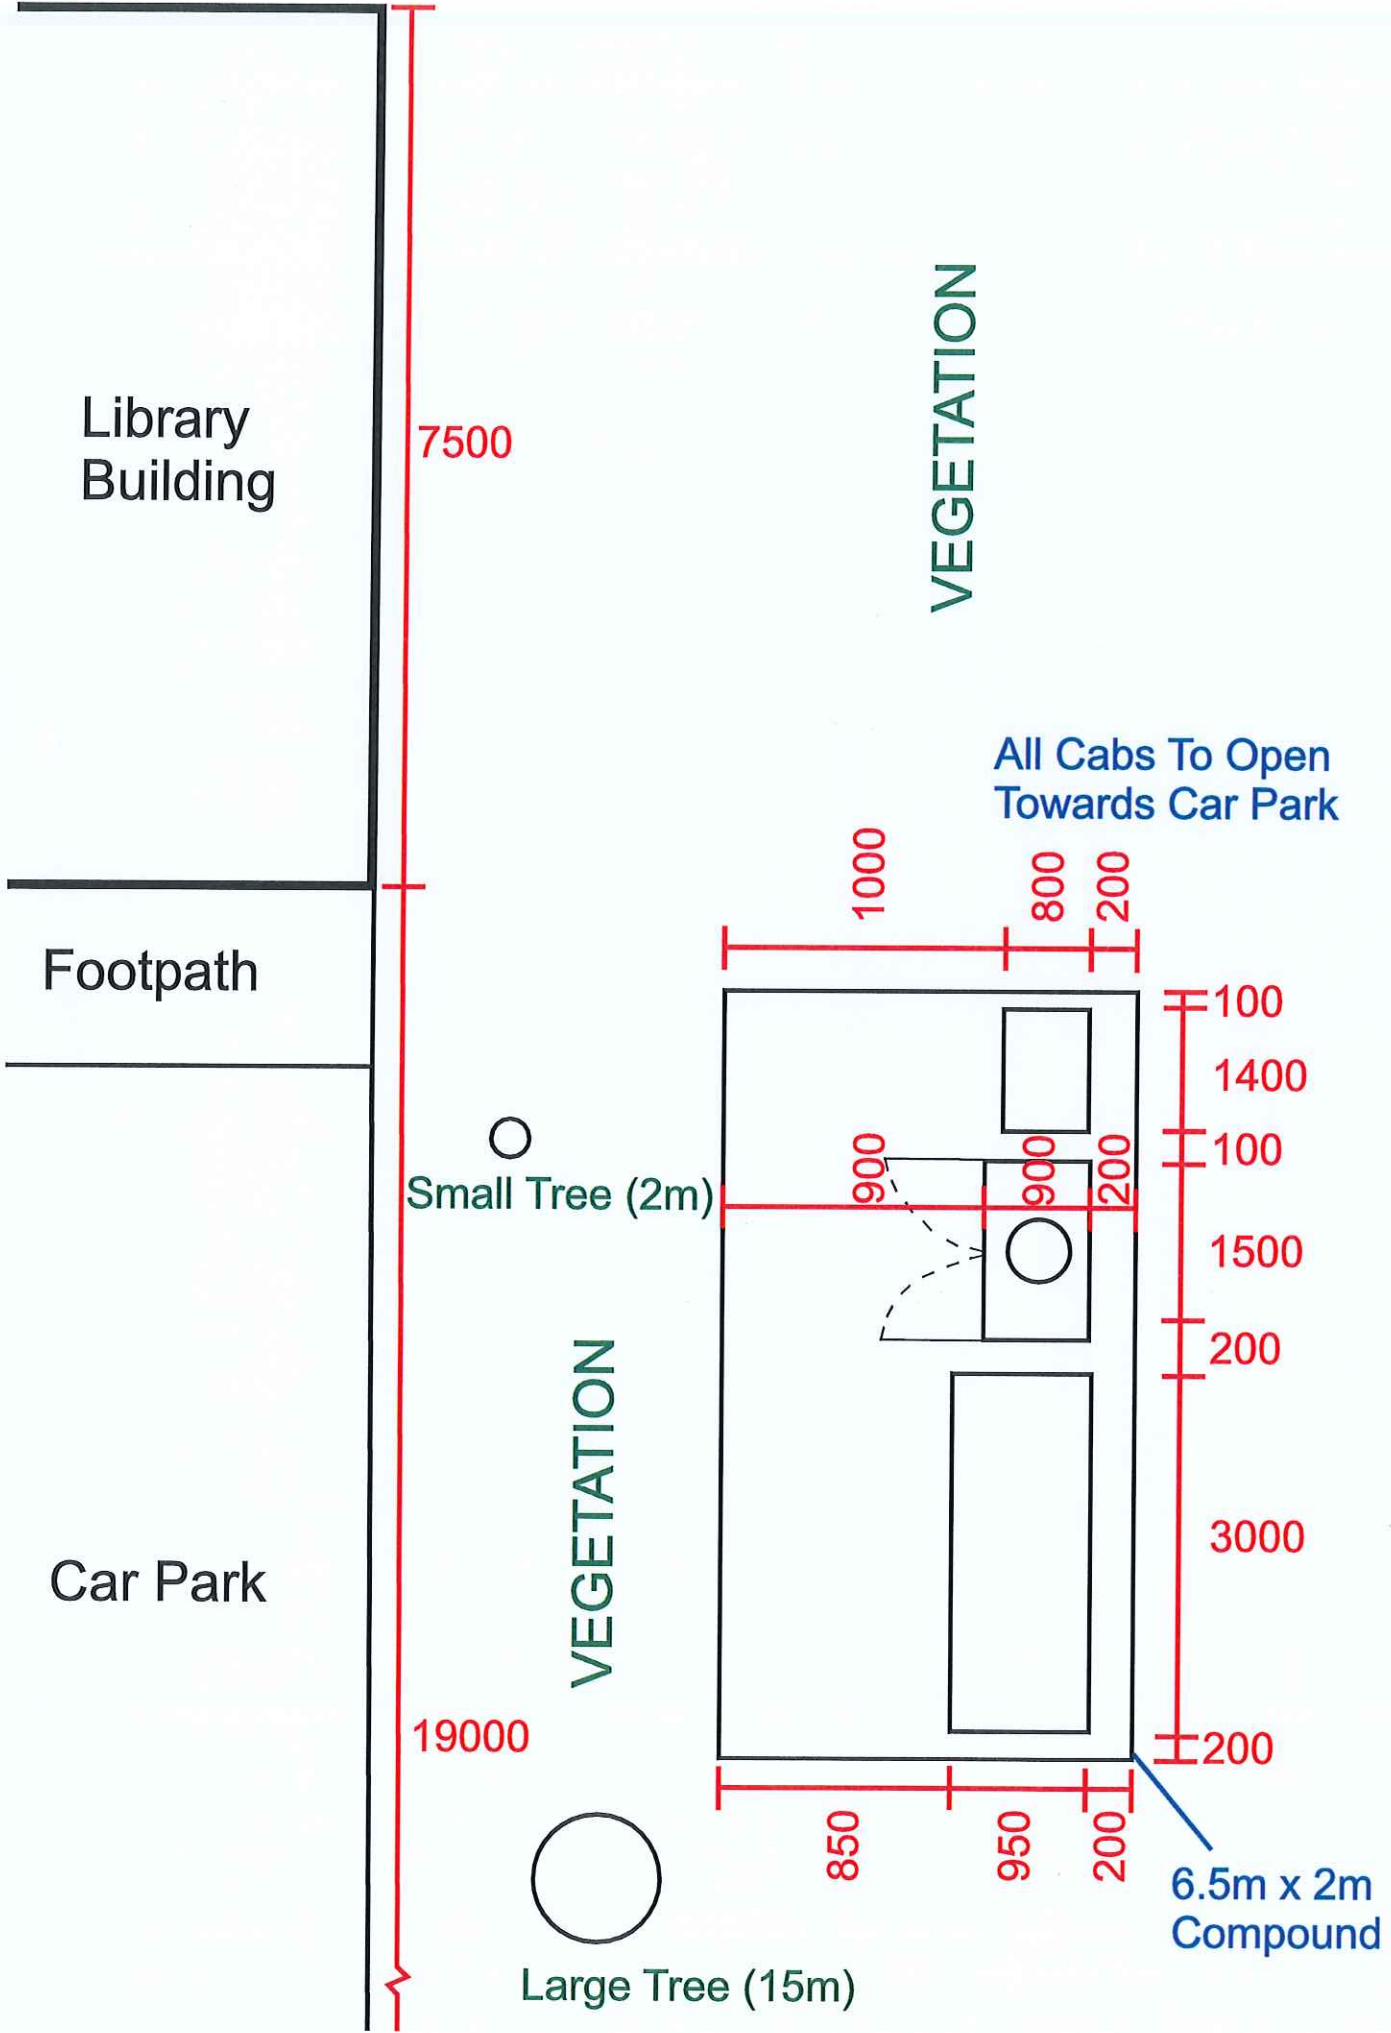 Library
Building
7500
VEGETATION
All Cabs To Open
Towards Car Park
1000
800
200
Footpath
100
1400
100
Small Tree (2m)
900
900
200
1500
200
VEGETATION
3000
Car Park
19000
200
850
950
200
6.5m x 2m
Compound
Large Tree (15m)